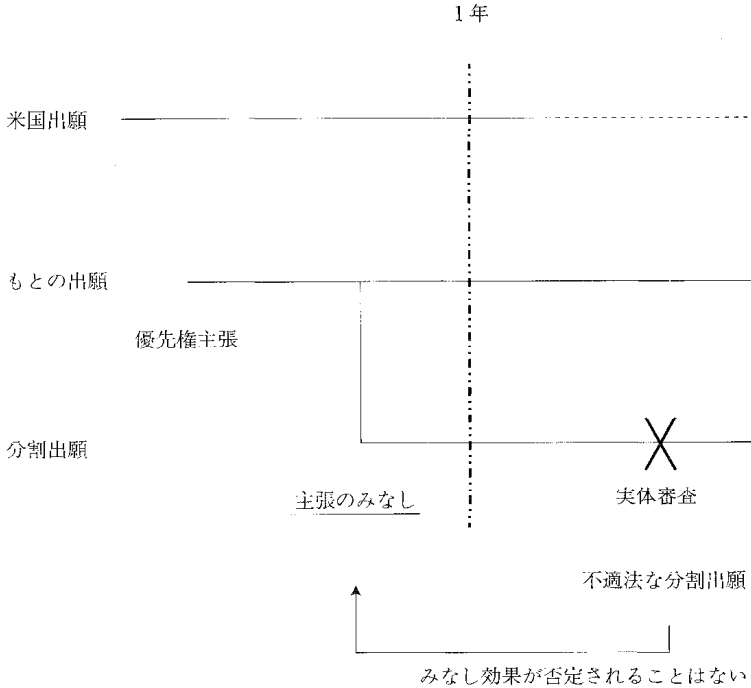 1年
米国出願
もとの出願
優先権主張
分割出願
主張のみなし
実体審査
不適法な分割出願
みなし効果が否定されることはない